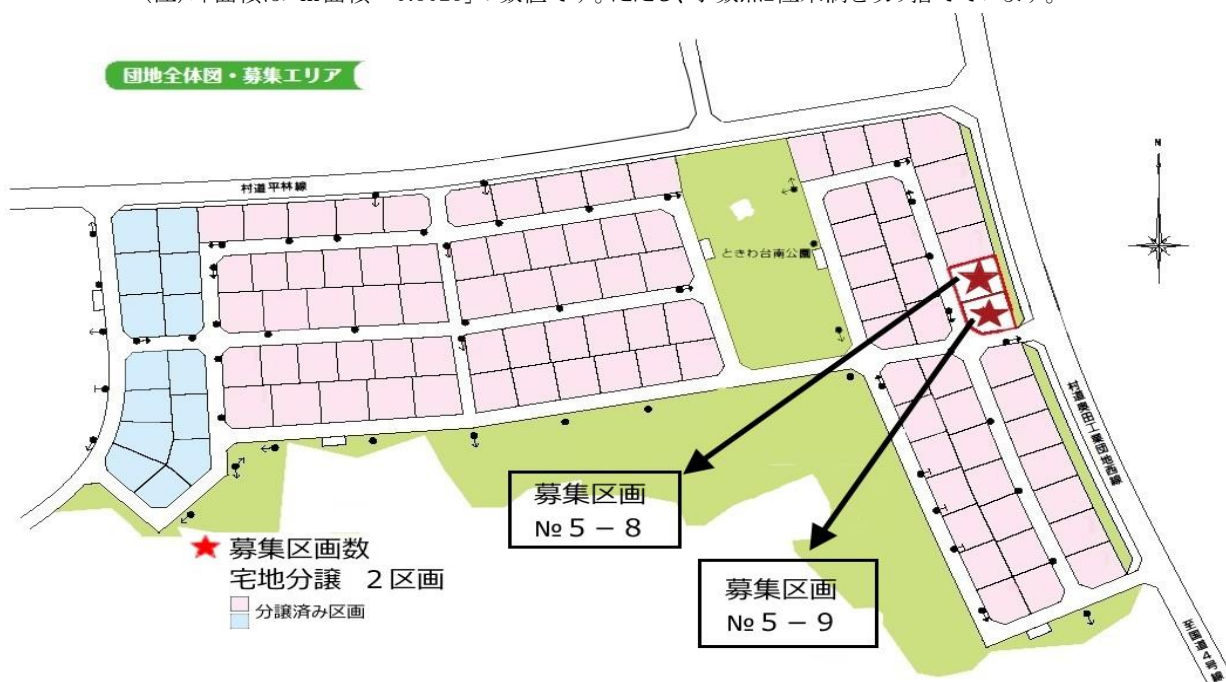 団地全体図・募集エリア
N
村道平林線
ときわ台南公園
村道奥田工業団地西線
募集区画
№５－８
★ 募集区画数
宅地分譲 ２区画
分譲済み区画
募集区画
№５－９
至国道４号線